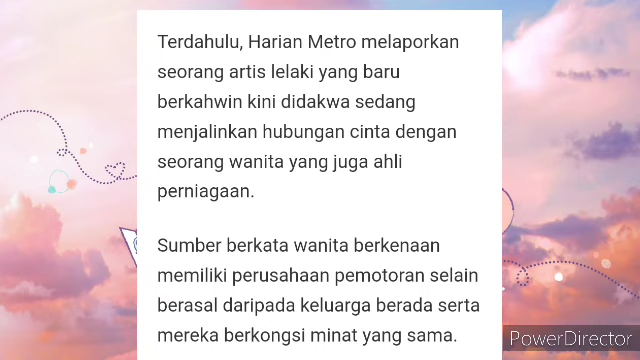 Terdahulu, Harian Metro melaporkan
seorang artis lelaki yang baru
berkahwin kini didakwa sedang
menjalinkan hubungan cinta dengan
seorang wanita yang juga ahli
perniagaan.
Sumber berkata wanita berkenaan
memiliki perusahaan pemotoran selain
berasal daripada keluarga berada serta
mereka berkongsi minat yang sama.
PowerDirector